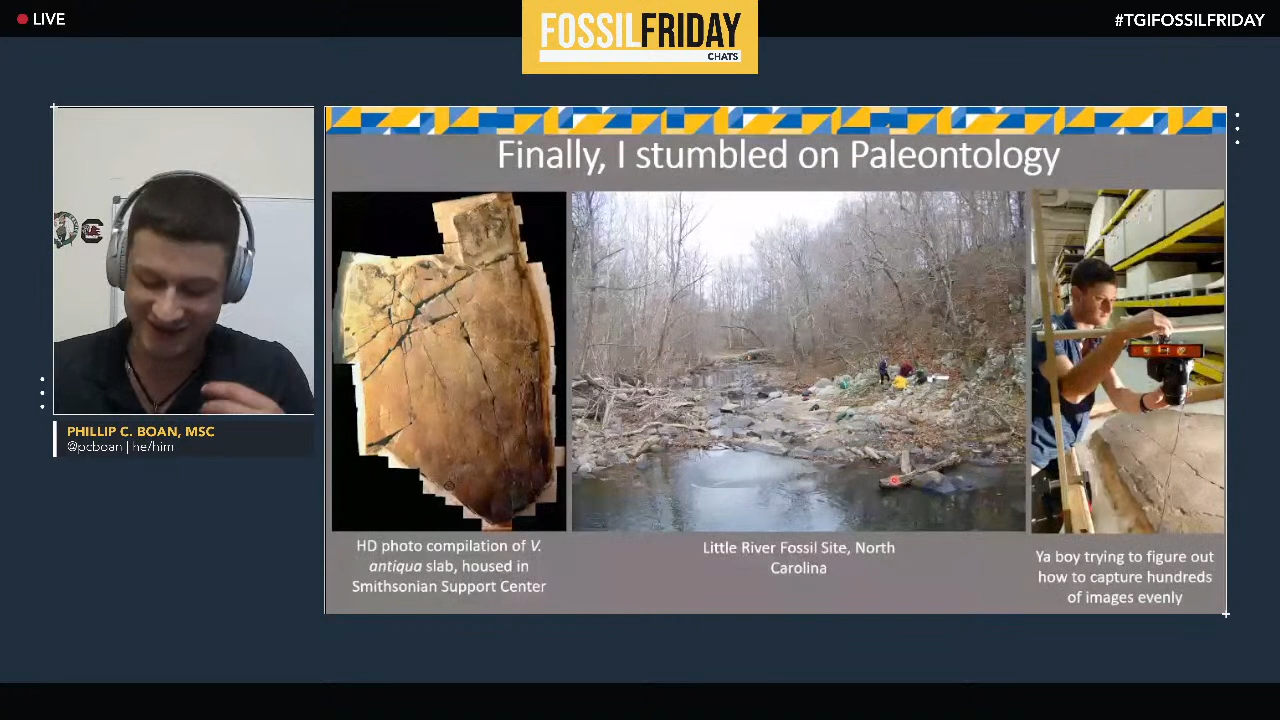 LIVE
FOSSILFRIDAY
CHATS
#TGIFOSSILFRIDAY
Finally, I stumbled on Paleontology
PHILLIP C. BOAN, MSC
@pcboan | he/him
HD photo compilation of V.
antiqua slab, housed in
Smithsonian Support Center
Little River Fossil Site, North
Carolina
Ya boy trying to figure out
how to capture hundreds
of images evenly